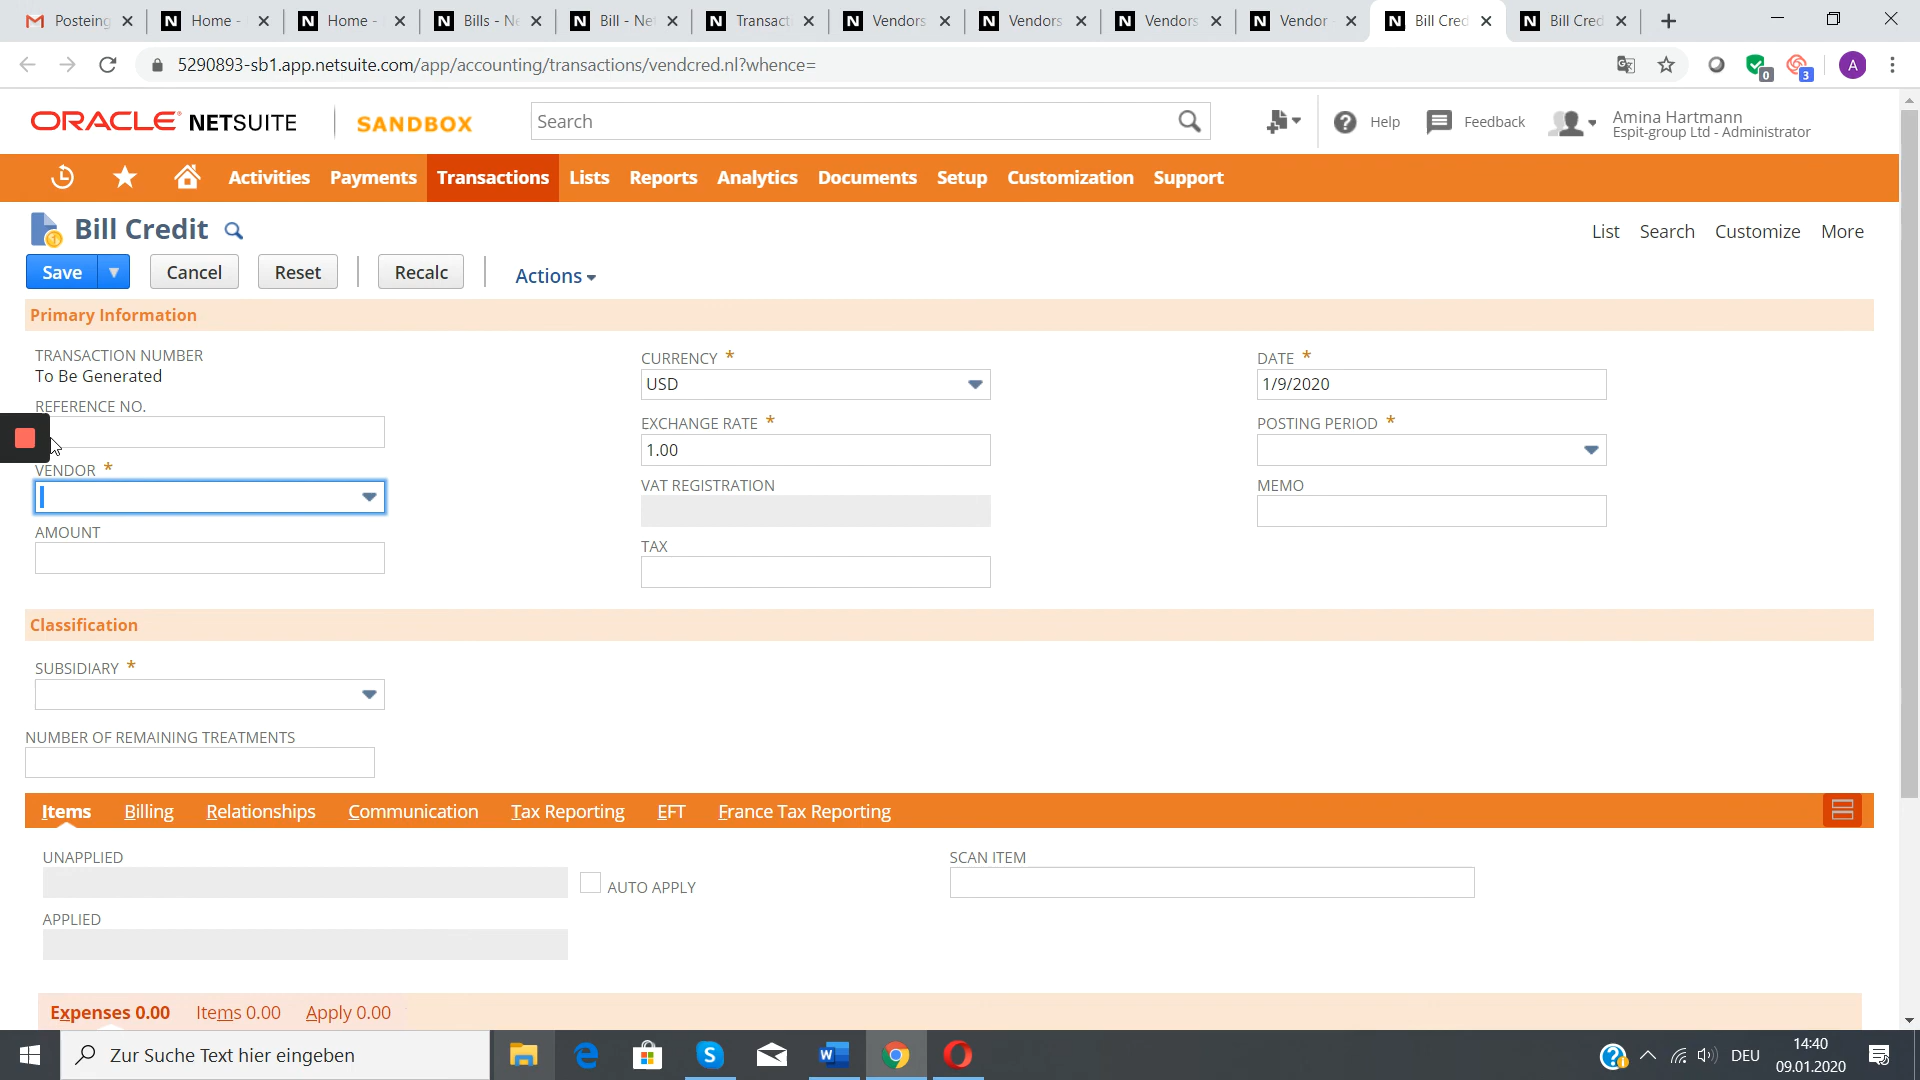 Posteing
Home -
Home -
Bills - Ne
Bill - Net
Transact
Vendors
Vendors
Vendors
Vendor -
Bill Cred
Bill Cred
5290893-sb1.app.netsuite.com/app/accounting/transactions/vendcred.nl?whence=
0
3
A
ORACLE NETSUITE
SANDBOX
Search
Help
Feedback
Amina Hartmann
Espit-group Ltd - Administrator
Activities Payments Transactions Lists Reports Analytics Documents Setup Customization Support
Bill Credit
List Search Customize More
Save Cancel Reset Recalc Actions
Primary Information
TRANSACTION NUMBER
To Be Generated
REFERENCE NO.
VENDOR *
AMOUNT
CURRENCY *
USD
EXCHANGE RATE *
1.00
VAT REGISTRATION
TAX
DATE *
1/9/2020
POSTING PERIOD *
MEMO
Classification
SUBSIDIARY *
NUMBER OF REMAINING TREATMENTS
Items Billing Relationships Communication Tax Reporting EFT France Tax Reporting
UNAPPLIED
AUTO APPLY
SCAN ITEM
APPLIED
Expenses 0.00 Items 0.00 Apply 0.00
Zur Suche Text hier eingeben
DEU
14:40
09.01.2020